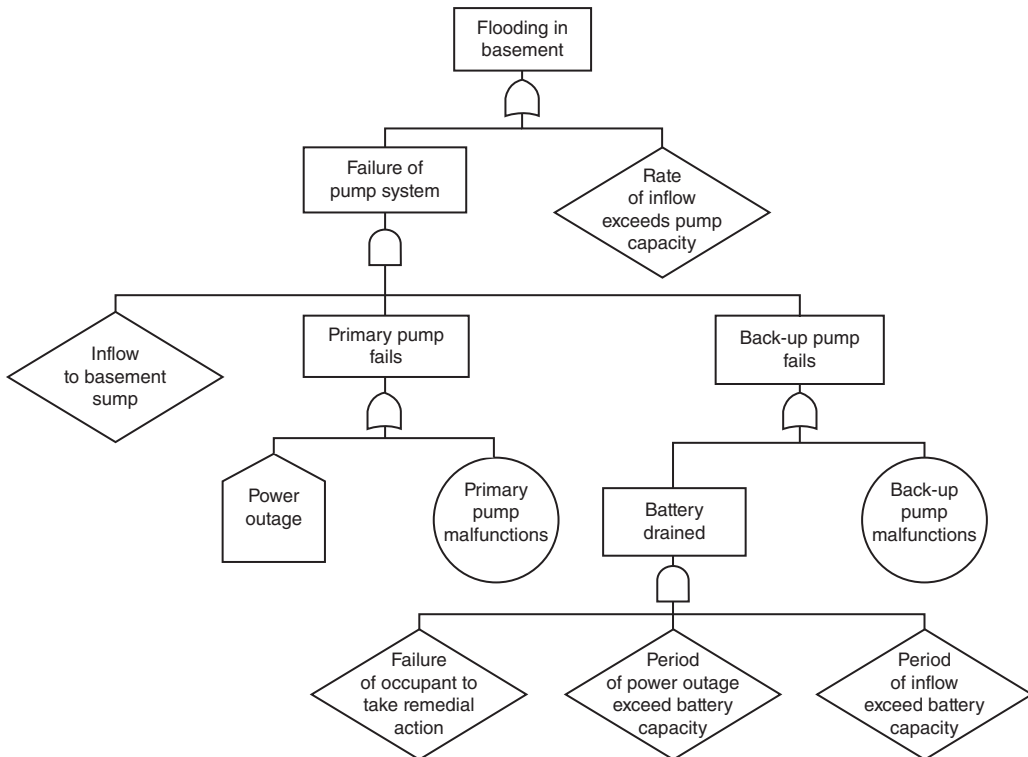 Flooding in
basement
Failure of
pump system
Rate
of inflow
exceeds pump
capacity
Inflow
to basement
sump
Primary pump
fails
Back-up pump
fails
Power
outage
Primary
pump
malfunctions
Battery
drained
Back-up
pump
malfunctions
Failure
of occupant to
take remedial
action
Period
of power outage
exceed battery
capacity
Period
of inflow
exceed battery
capacity